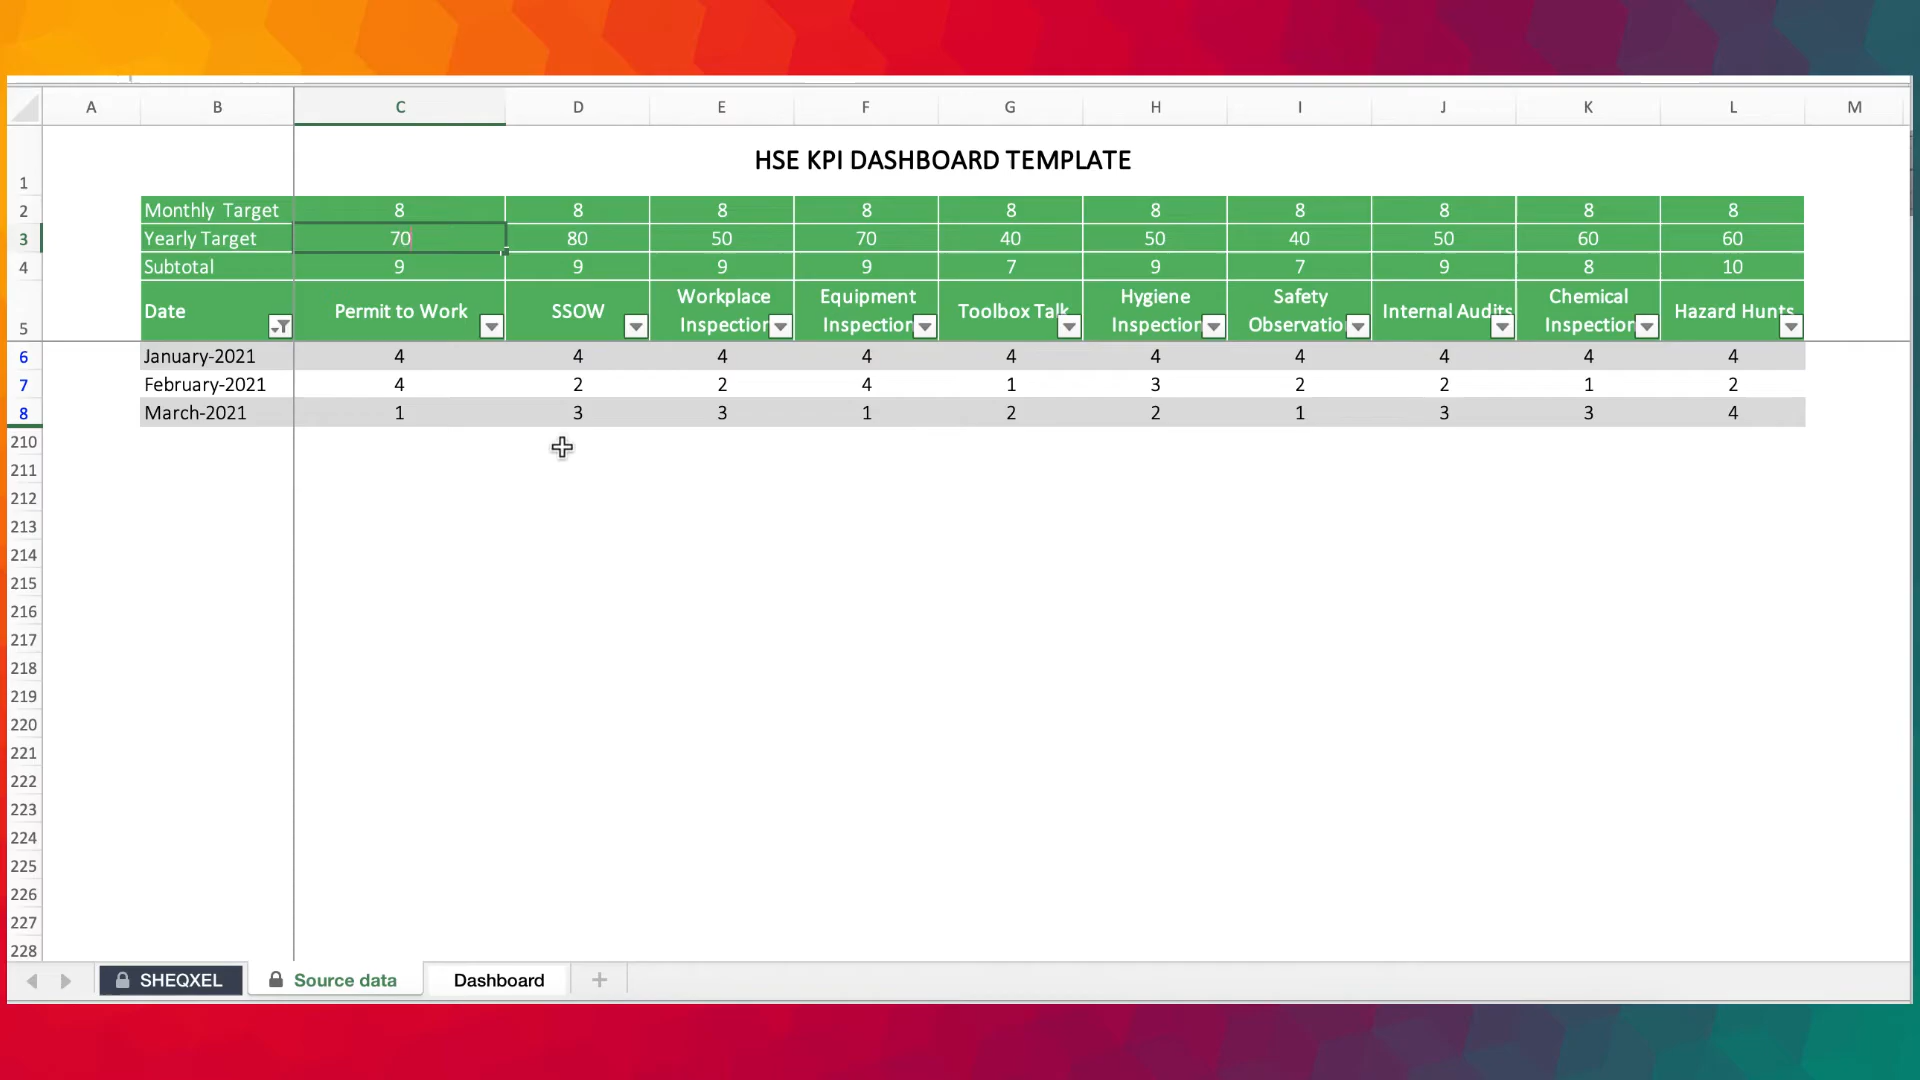 A B C D E F G H I J K L M
1 HSE KPI DASHBOARD TEMPLATE
2 Monthly Target 8 8 8 8 8 8 8 8 8 8
3 Yearly Target 70 80 50 70 40 50 40 50 60 60
4 Subtotal 9 9 9 9 7 9 7 9 8 10
5 Date Permit to Work SSOW Workplace Inspection Equipment Inspection Toolbox Talk Hygiene Inspection Safety Observatio Internal Audits Chemical Inspection Hazard Hunts
6 January-2021 4 4 4 4 4 4 4 4 4 4
7 February-2021 4 2 2 4 1 3 2 2 1 2
8 March-2021 1 3 3 1 2 2 1 3 3 4
210
211
212
213
214
215
216
217
218
219
220
221
222
223
224
225
226
227
228
SHEQXEL Source data Dashboard +